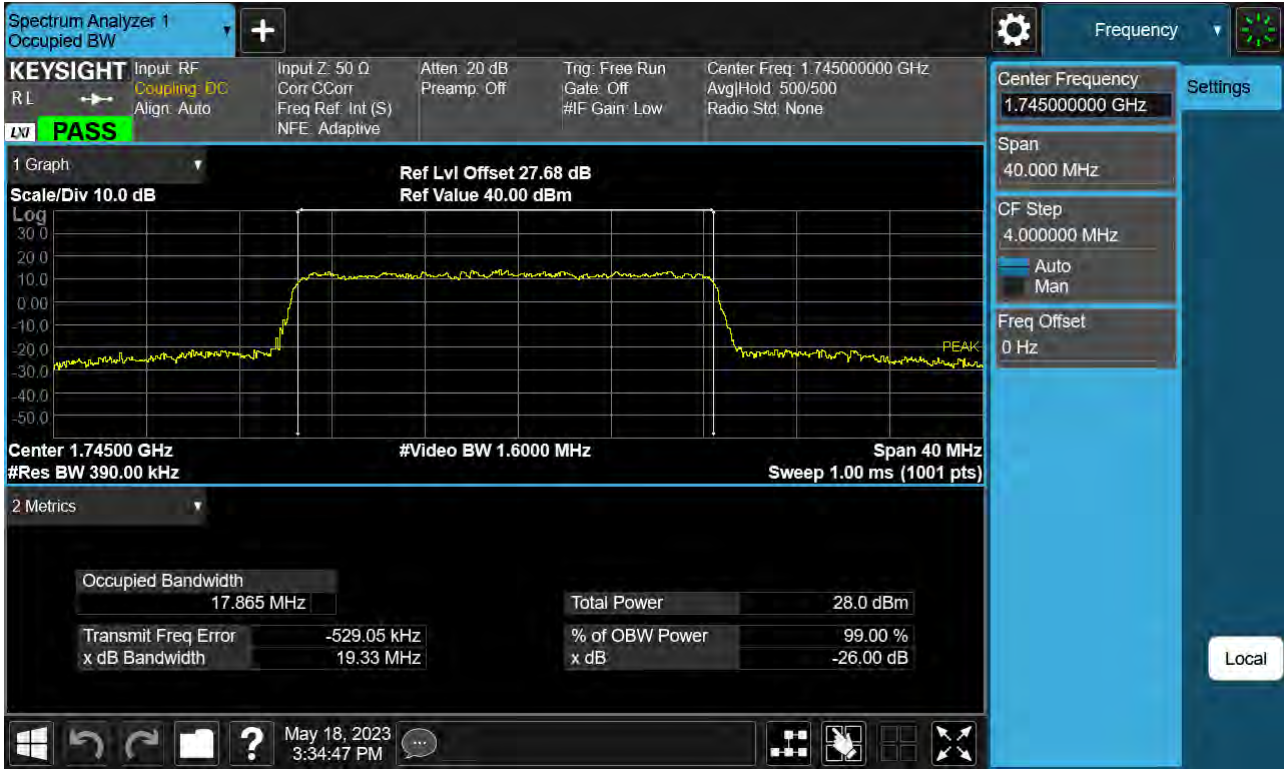 Spectrum Analyzer 1
Occupied BW
Frequency
KEYSIGHT
R L
LXI
PASS
Input: RF
Coupling: DC
Align: Auto
Input Z: 50 Ω
Corr CCorr
Freq Ref: Int (S)
NFE: Adaptive
Atten: 20 dB
Preamp: Off
Trig: Free Run
Gate: Off
#IF Gain: Low
Center Freq: 1.745000000 GHz
Avg|Hold: 500/500
Radio Std: None
Center Frequency
1.745000000 GHz
Settings
Span
40.000 MHz
CF Step
4.000000 MHz
Auto
Man
Freq Offset
0 Hz
Local
1 Graph
Scale/Div 10.0 dB
Ref Lvl Offset 27.68 dB
Ref Value 40.00 dBm
Log
30.0
20.0
10.0
0.00
-10.0
-20.0
-30.0
-40.0
-50.0
PEAK
Center 1.74500 GHz
#Video BW 1.6000 MHz
Span 40 MHz
#Res BW 390.00 kHz
Sweep 1.00 ms (1001 pts)
2 Metrics
Occupied Bandwidth
17.865 MHz
Total Power 28.0 dBm
Transmit Freq Error -529.05 kHz
% of OBW Power 99.00 %
x dB Bandwidth 19.33 MHz
x dB -26.00 dB
?
May 18, 2023
3:34:47 PM